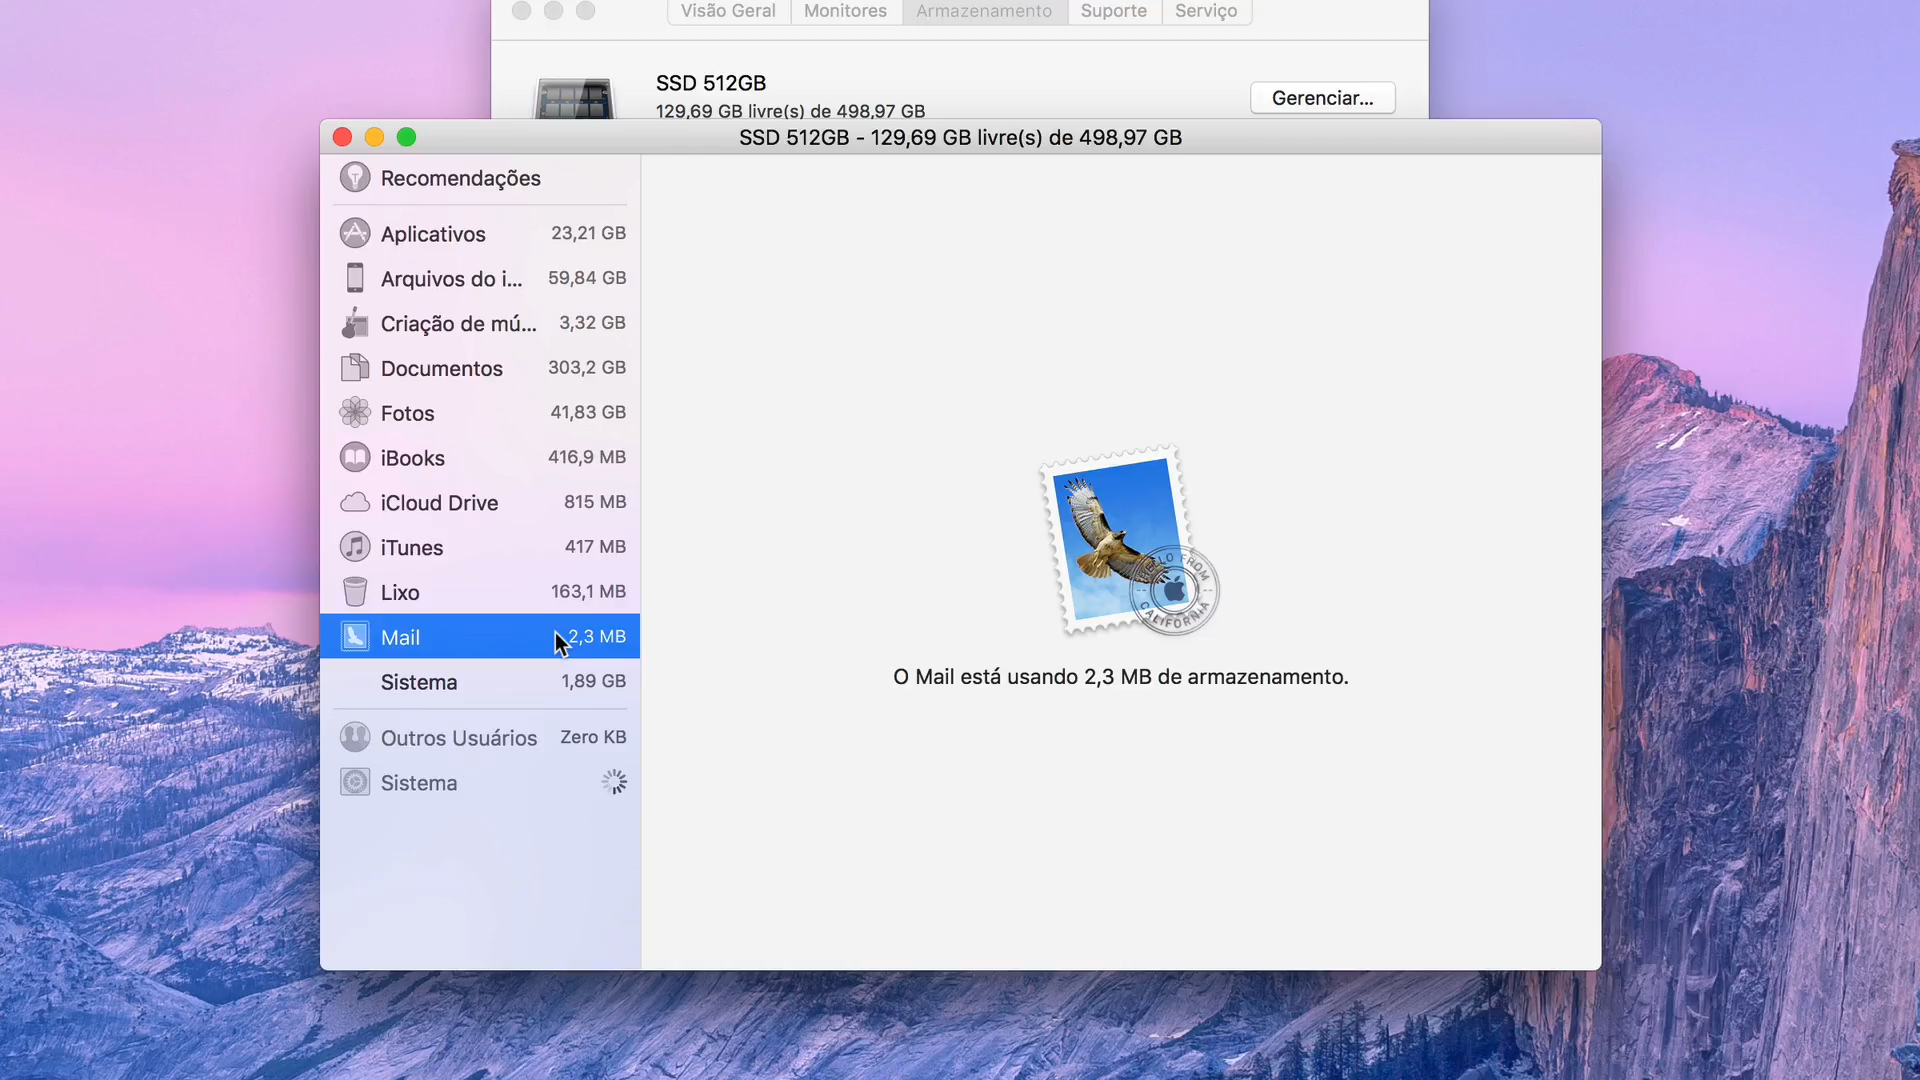 Visão Geral
Monitores
Armazenamento
Suporte
Serviço
SSD 512GB
129,69 GB livre(s) de 498,97 GB
Gerenciar...
SSD 512GB - 129,69 GB livre(s) de 498,97 GB
Recomendações
Aplicativos 23,21 GB
Arquivos do i... 59,84 GB
Criação de mú... 3,32 GB
Documentos 303,2 GB
Fotos 41,83 GB
iBooks 416,9 MB
iCloud Drive 815 MB
iTunes 417 MB
Lixo 163,1 MB
Mail 2,3 MB
Sistema 1,89 GB
Outros Usuários Zero KB
Sistema
FROM
CALIFORNIA
O Mail está usando 2,3 MB de armazenamento.